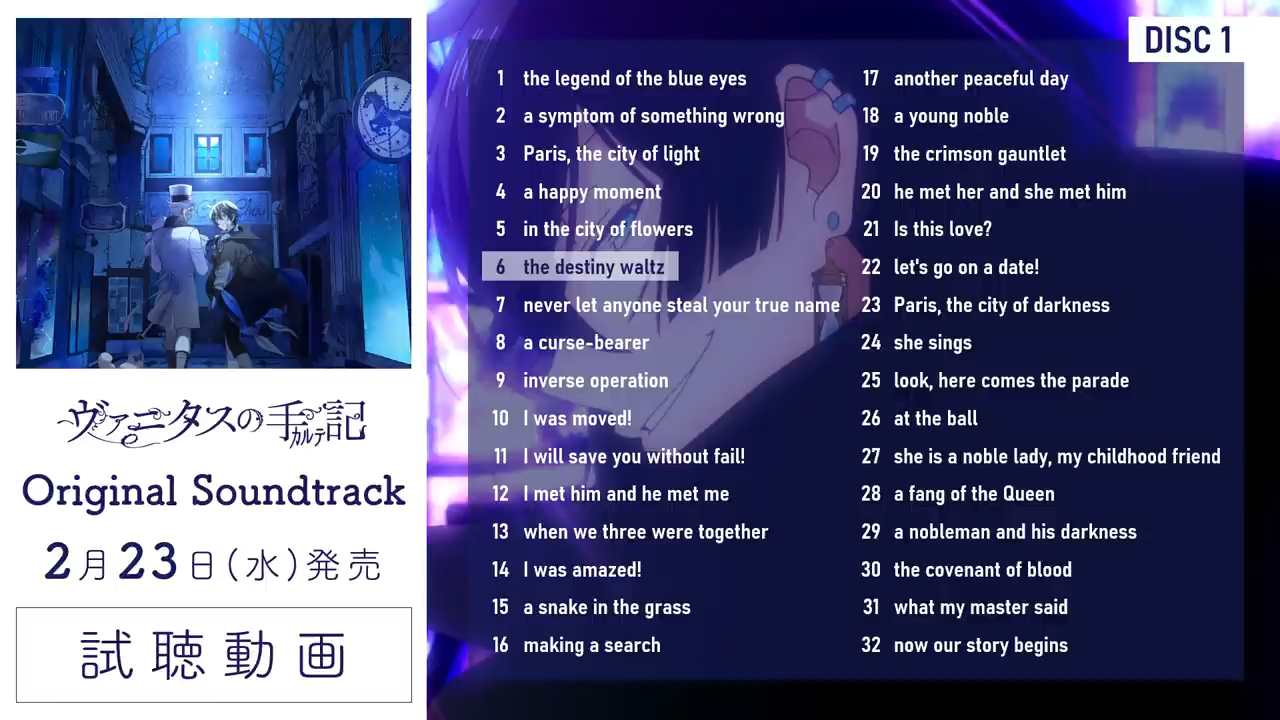 ヴァニタスの手記
カルテ
Original Soundtrack
2月23日(水)発売
試聴動画
DISC 1
1 the legend of the blue eyes
2 a symptom of something wrong
3 Paris, the city of light
4 a happy moment
5 in the city of flowers
6 the destiny waltz
7 never let anyone steal your true name
8 a curse-bearer
9 inverse operation
10 I was moved!
11 I will save you without fail!
12 I met him and he met me
13 when we three were together
14 I was amazed!
15 a snake in the grass
16 making a search
17 another peaceful day
18 a young noble
19 the crimson gauntlet
20 he met her and she met him
21 Is this love?
22 let's go on a date!
23 Paris, the city of darkness
24 she sings
25 look, here comes the parade
26 at the ball
27 she is a noble lady, my childhood friend
28 a fang of the Queen
29 a nobleman and his darkness
30 the covenant of blood
31 what my master said
32 now our story begins